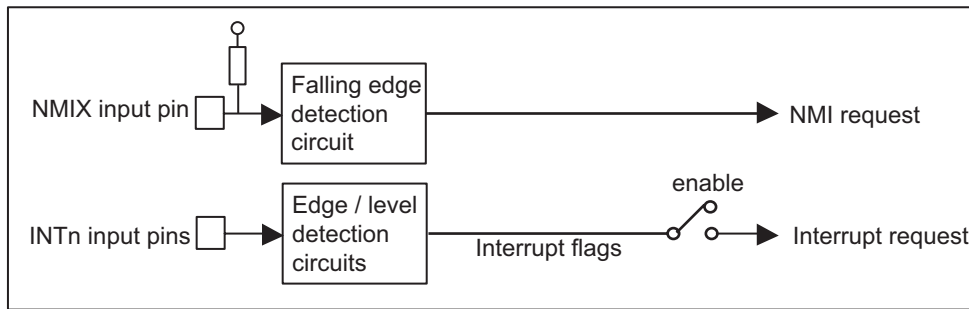 NMIX input pin
Falling edge
detection
circuit
NMI request
INTn input pins
Edge / level
detection
circuits
Interrupt flags
enable
Interrupt request